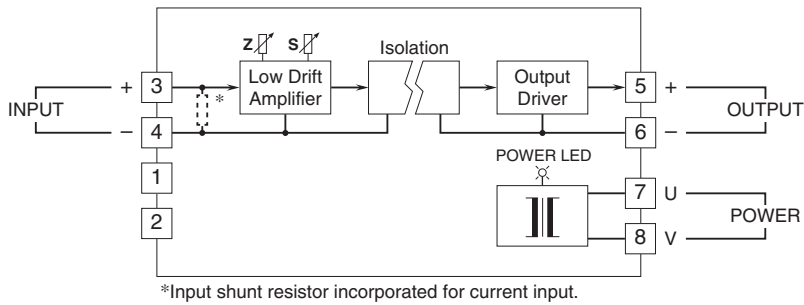 Z S Isolation
Low Drift
Amplifier
Output
Driver
INPUT + 3 * 5 + OUTPUT
– 4 6 –
1
2
POWER LED
7 U
POWER
8 V
*Input shunt resistor incorporated for current input.